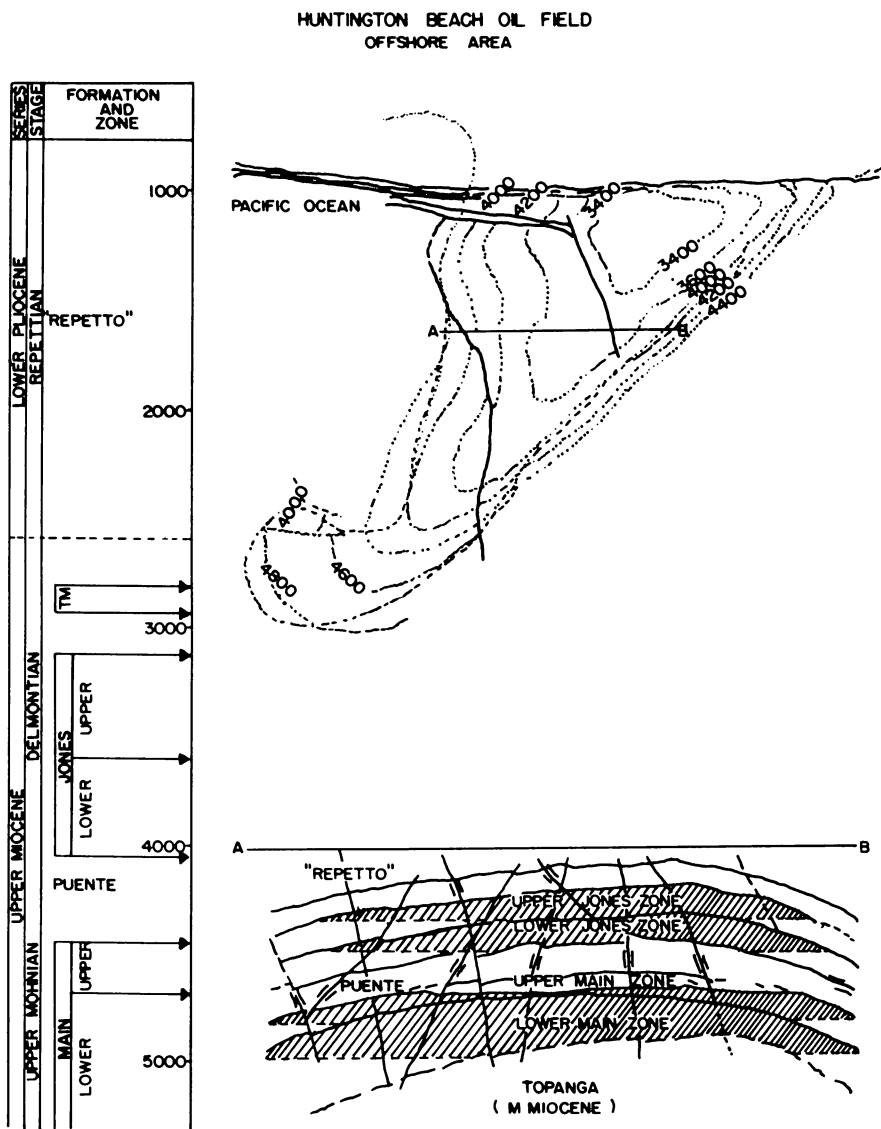 HUNTINGTON BEACH OIL FIELD
OFFSHORE AREA
SERIES
STAGE
FORMATION
AND
ZONE
LOWER PLIOCENE
REPETTIAN
"REPETTO"
UPPER MIOCENE
DELMONTIAN
UPPER MOHNIAN
TM
JONES
UPPER
LOWER
PUENTE
MAIN
UPPER
LOWER
1000
2000
3000
4000
5000
PACIFIC OCEAN
4000
4200
3400
3400
3600
4000
4200
4400
A
B
4000
4800
4600
A
B
"REPETTO"
UPPER JONES ZONE
LOWER JONES ZONE
PUENTE
UPPER MAIN ZONE
LOWER MAIN ZONE
TOPANGA
( M MIOCENE )